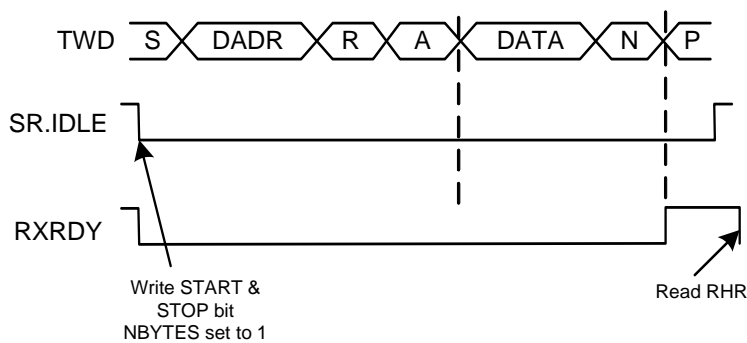 TWD S DADR R A DATA N P
SR.IDLE
RXRDY
Write START &
STOP bit
NBYTES set to 1
Read RHR